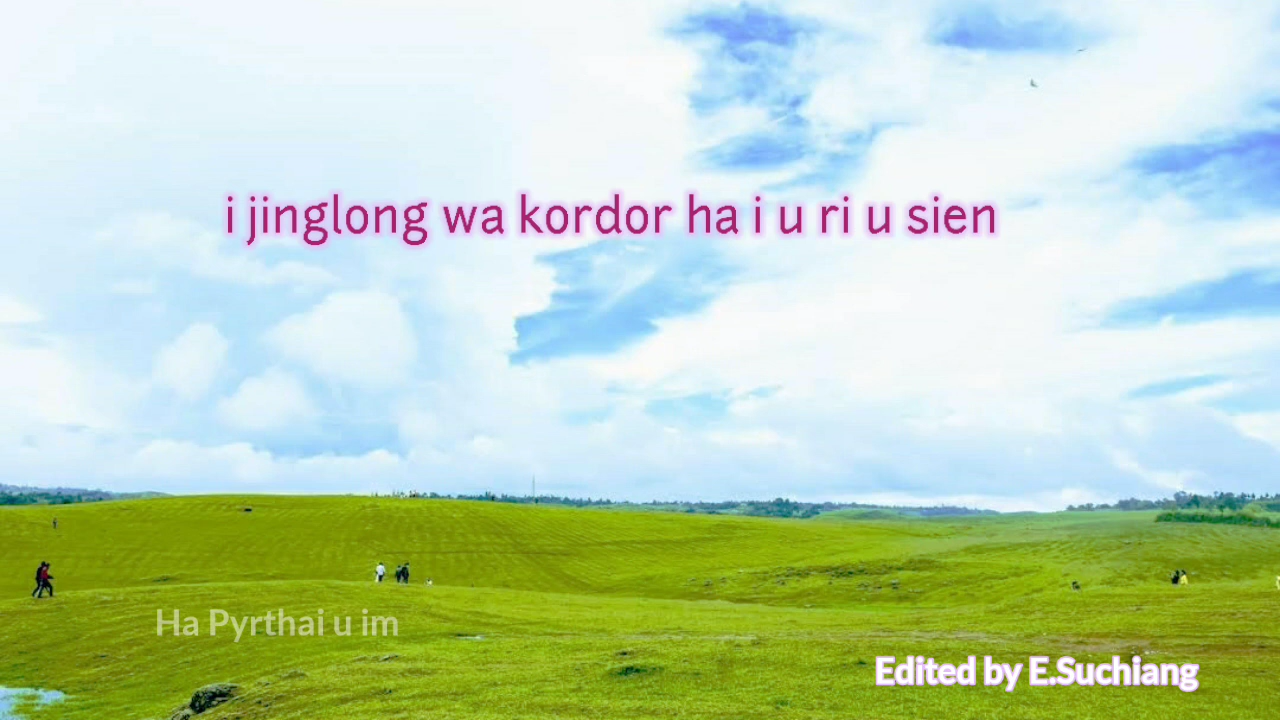 i jinglong wa kordor ha i u ri u sien
Ha Pyrthai u im
Edited by E.Suchiang